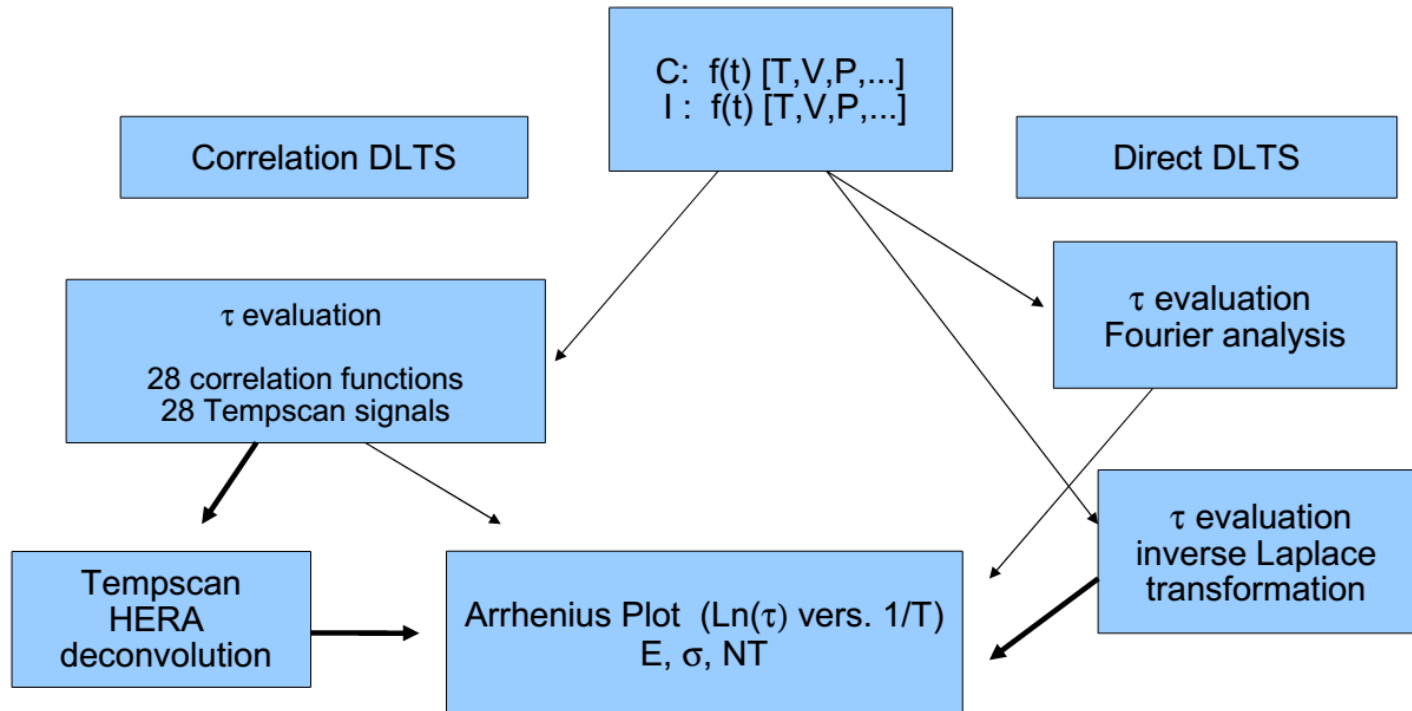 C: f(t) [T,V,P,...]
I : f(t) [T,V,P,...]
Correlation DLTS
Direct DLTS
τ evaluation
28 correlation functions
28 Tempscan signals
τ evaluation
Fourier analysis
τ evaluation
inverse Laplace
transformation
Tempscan
HERA
deconvolution
Arrhenius Plot (Ln(τ) vers. 1/T)
E, σ, NT